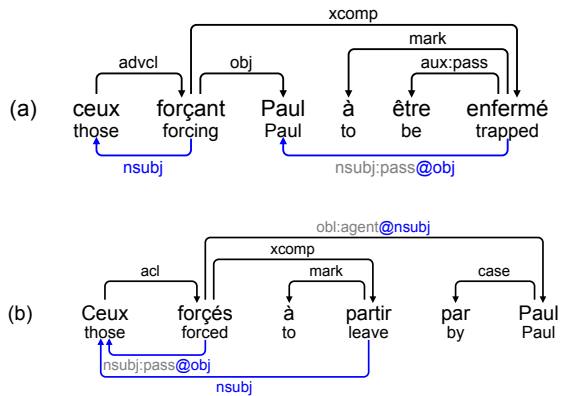 xcomp
mark
advcl obj aux:pass
(a) ceux forçant Paul à être enfermé
those forcing Paul to be trapped
nsubj nsubj:pass@obj
obl:agent@nsubj
xcomp
acl mark case
(b) Ceux forçés à partir par Paul
those forced to leave by Paul
nsubj:pass@obj
nsubj